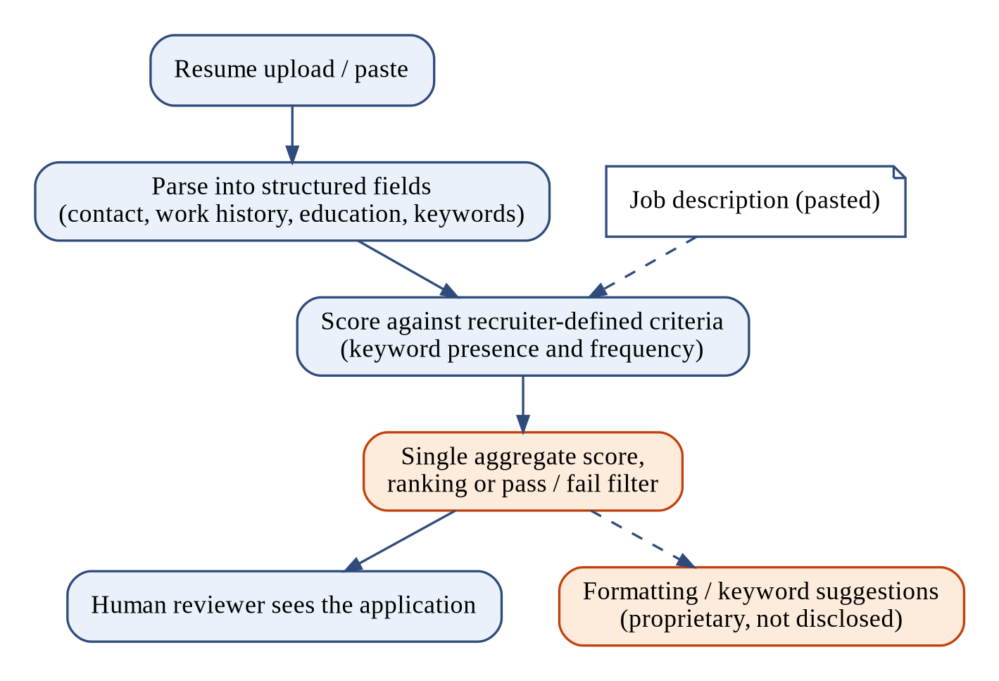 Resume upload / paste
Parse into structured fields
(contact, work history, education, keywords)
Job description (pasted)
Score against recruiter-defined criteria
(keyword presence and frequency)
Single aggregate score,
ranking or pass / fail filter
Human reviewer sees the application
Formatting / keyword suggestions
(proprietary, not disclosed)